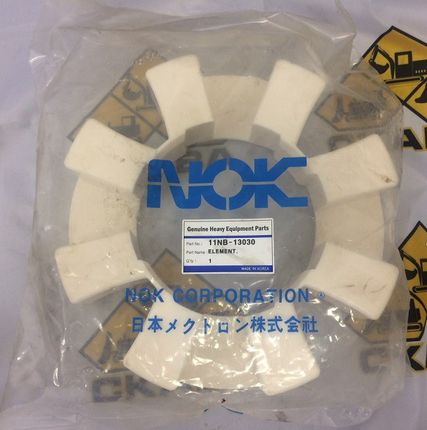 NOK
Genuine Heavy Equipment Parts
Part No.: 11NB-13030
Part Name: ELEMENT.
Q'ty: 1
MADE IN KOREA
NOK CORPORATION
日本メクトロン株式会社